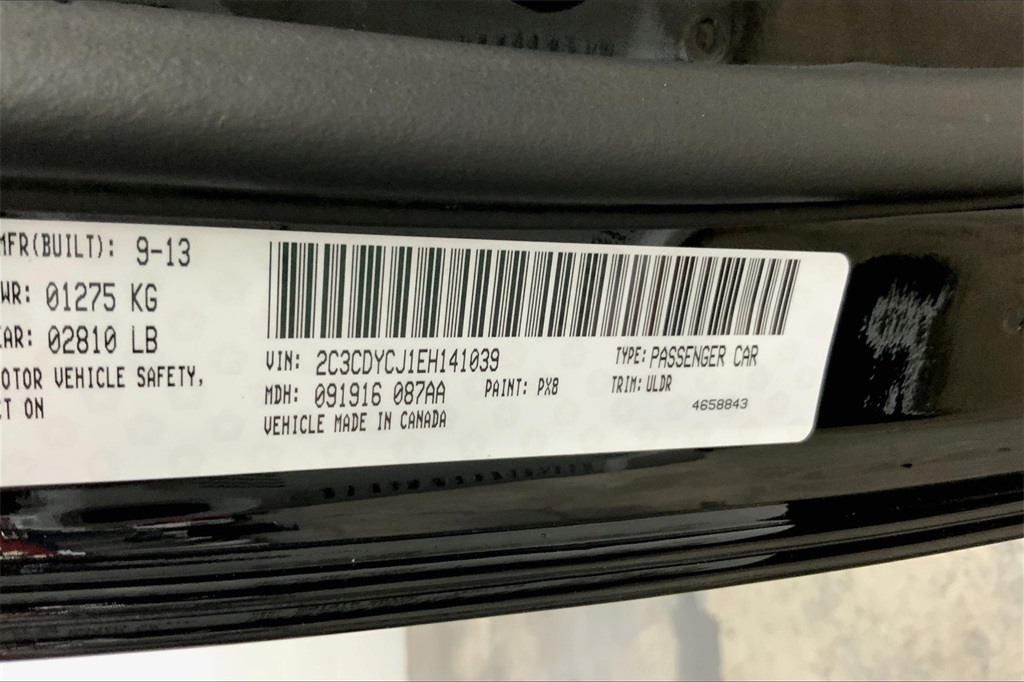 MFR(BUILT): 9-13
WR: 01275 KG
EAR: 02810 LB
OTOR VEHICLE SAFETY,
CT ON
VIN: 2C3CDYCJ1EH141039
MDH: 091916 087AA
PAINT: PX8
VEHICLE MADE IN CANADA
TYPE: PASSENGER CAR
TRIM: ULDR
4658843